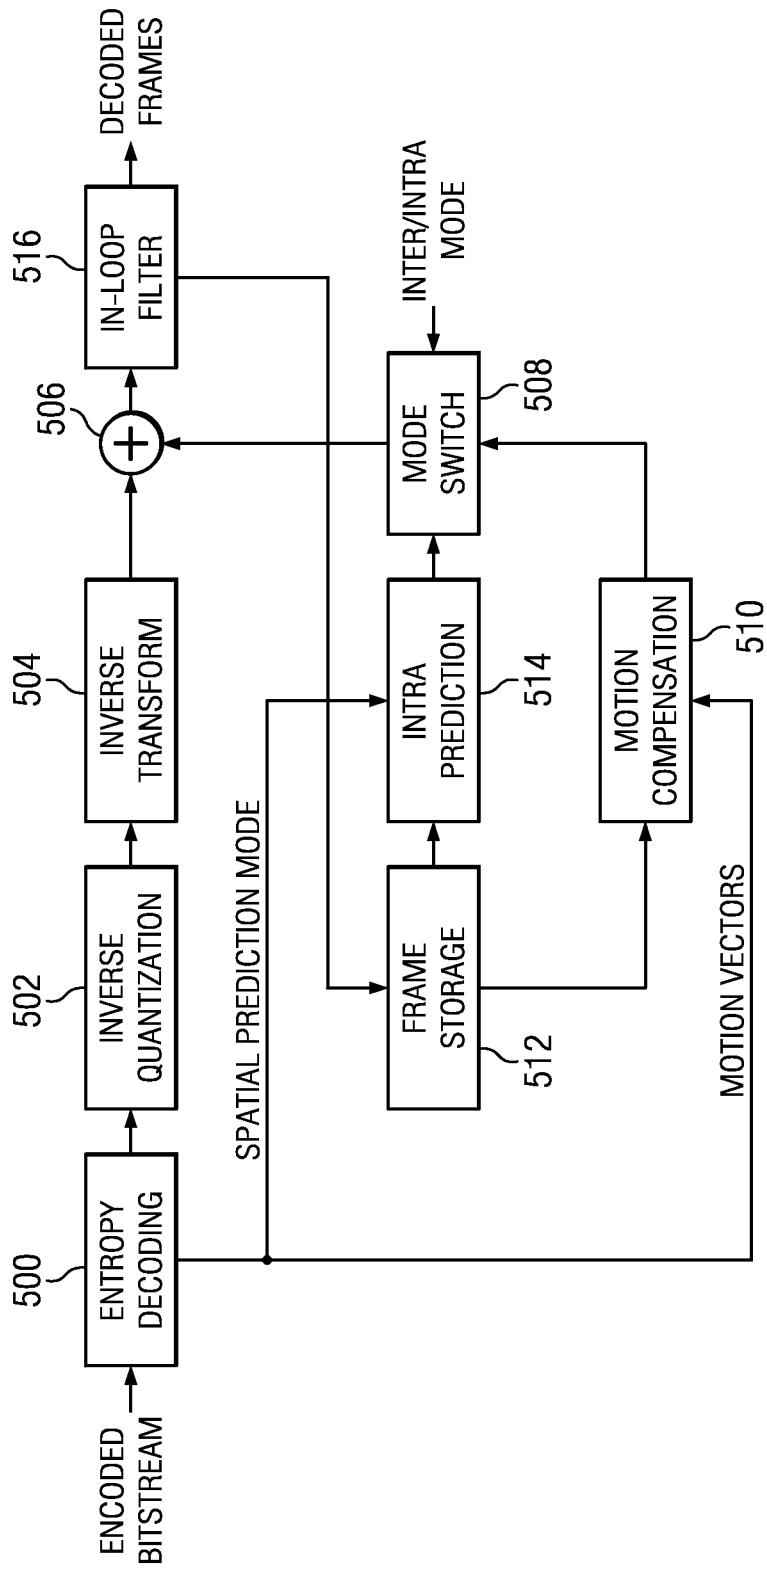 ENCODED
BITSTREAM
500
ENTROPY
DECODING
502
INVERSE
QUANTIZATION
504
INVERSE
TRANSFORM
506
+
516
IN-LOOP
FILTER
DECODED
FRAMES
SPATIAL PREDICTION MODE
FRAME
STORAGE
512
INTRA
PREDICTION
514
MODE
SWITCH
508
INTER/INTRA
MODE
MOTION
COMPENSATION
510
MOTION VECTORS